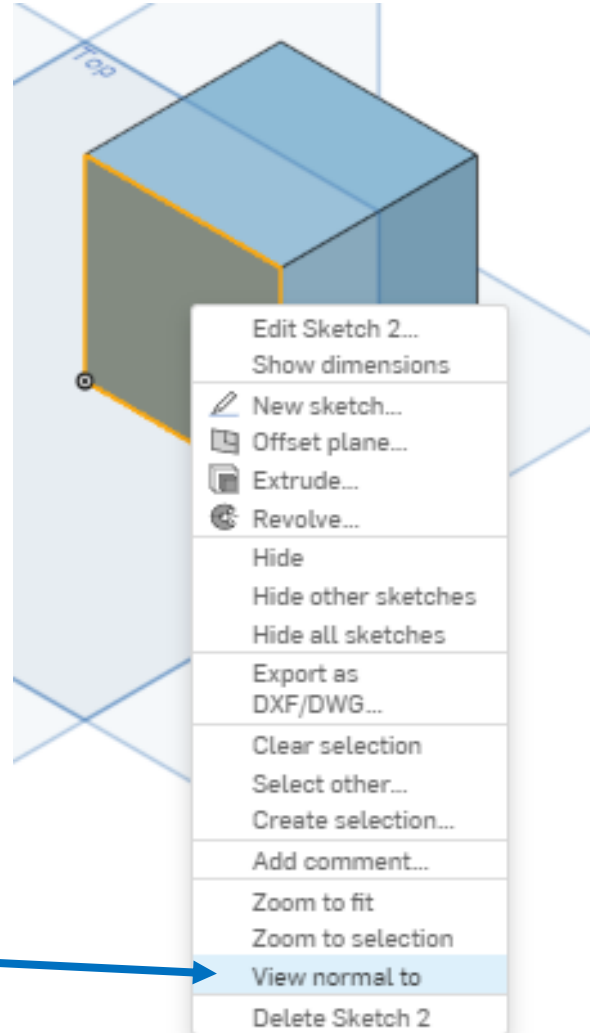 Top
Edit Sketch 2...
Show dimensions
New sketch...
Offset plane...
Extrude...
Revolve...
Hide
Hide other sketches
Hide all sketches
Export as
DXF/DWG...
Clear selection
Select other...
Create selection...
Add comment...
Zoom to fit
Zoom to selection
View normal to
Delete Sketch 2